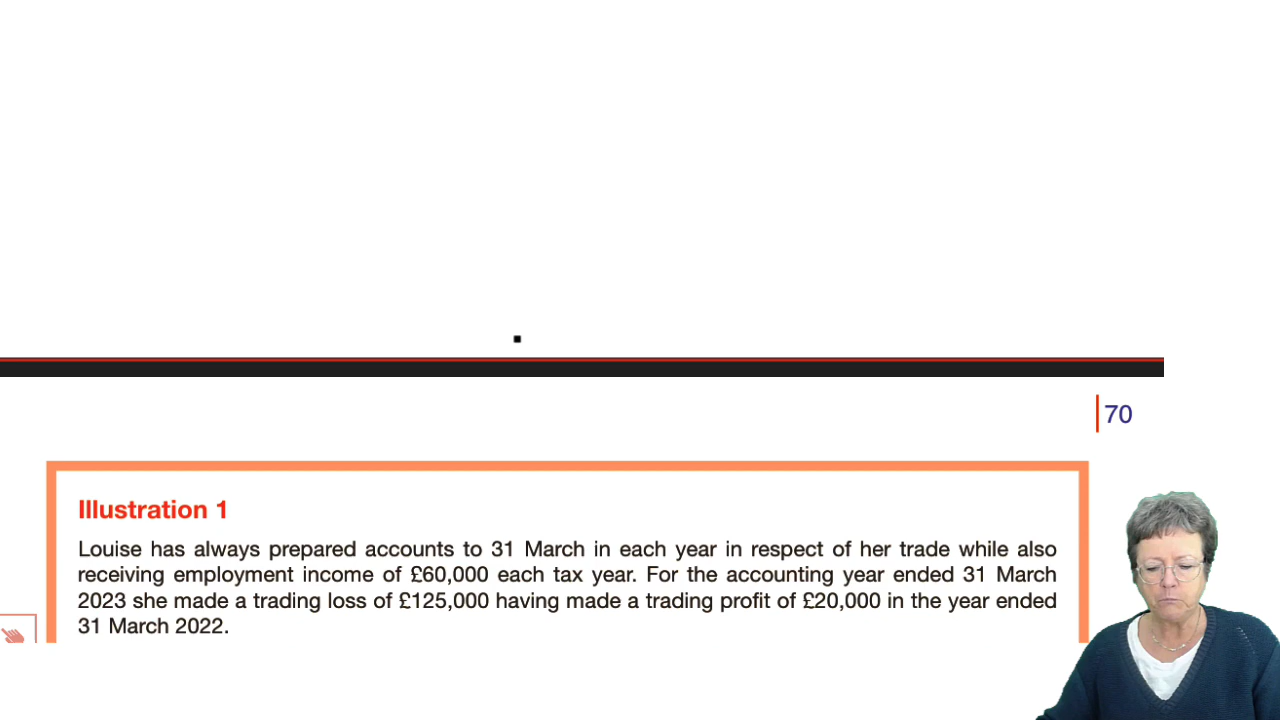 70
Illustration 1
Louise has always prepared accounts to 31 March in each year in respect of her trade while also
receiving employment income of £60,000 each tax year. For the accounting year ended 31 March
2023 she made a trading loss of £125,000 having made a trading profit of £20,000 in the year ended
31 March 2022.